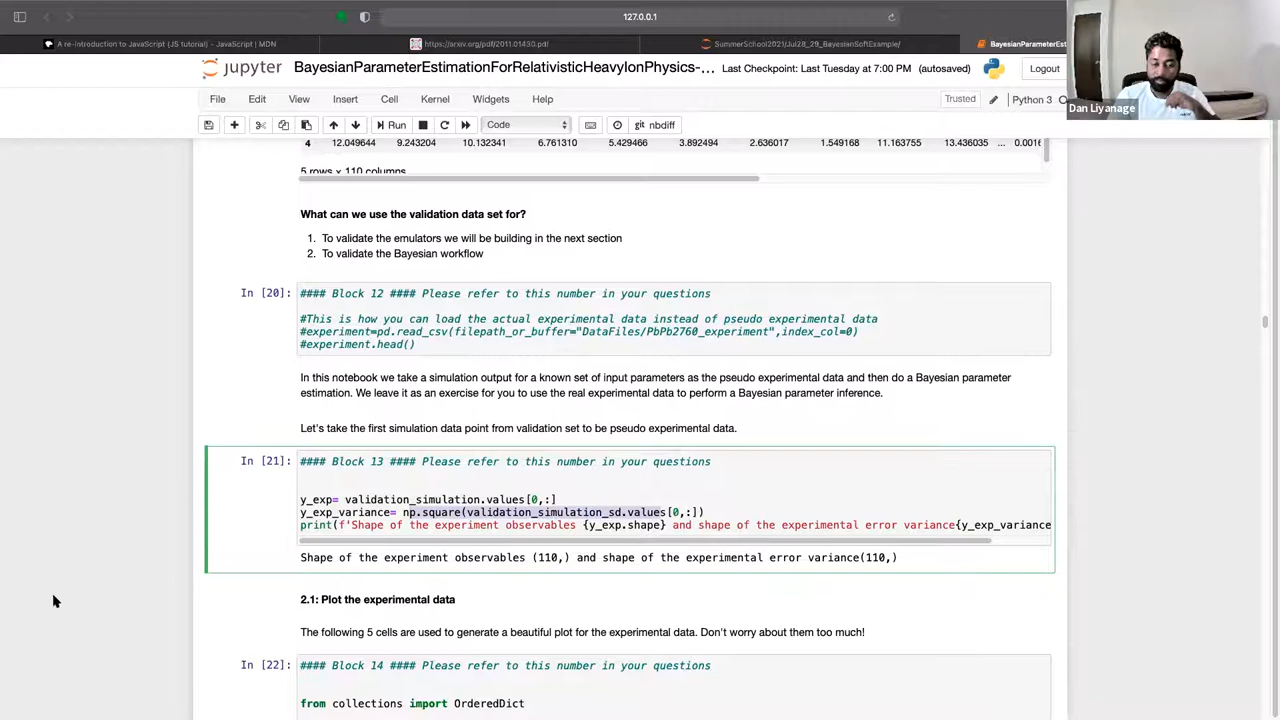 127.0.0.1
A re-introduction to JavaScript (JS tutorial) - JavaScript | MDN
https://arxiv.org/pdf/2011.01430.pdf/
SummerSchool2021/Jul28_29_BayesianSoftExample/
BayesianParameterEst
jupyter BayesianParameterEstimationForRelativisticHeavyIonPhysics-... Last Checkpoint: Last Tuesday at 7:00 PM (autosaved)
Logout
Dan Liyanage
File Edit View Insert Cell Kernel Widgets Help
Trusted
Python 3
Run
Code
git nbdiff
4 12.049644 9.243204 10.132341 6.761310 5.429466 3.892494 2.636017 1.549168 11.163755 13.436035 ... 0.0016
5 rows × 110 columns
What can we use the validation data set for?
1. To validate the emulators we will be building in the next section
2. To validate the Bayesian workflow
In [20]: #### Block 12 #### Please refer to this number in your questions
#This is how you can load the actual experimental data instead of pseudo experimental data
#experiment=pd.read_csv(filepath_or_buffer="DataFiles/PbPb2760_experiment",index_col=0)
#experiment.head()
In this notebook we take a simulation output for a known set of input parameters as the pseudo experimental data and then do a Bayesian parameter
estimation. We leave it as an exercise for you to use the real experimental data to perform a Bayesian parameter inference.
Let's take the first simulation data point from validation set to be pseudo experimental data.
In [21]: #### Block 13 #### Please refer to this number in your questions
y_exp= validation_simulation.values[0,:]
y_exp_variance= np.square(validation_simulation_sd.values[0,:])
print(f'Shape of the experiment observables {y_exp.shape} and shape of the experimental error variance{y_exp_variance
Shape of the experiment observables (110,) and shape of the experimental error variance(110,)
2.1: Plot the experimental data
The following 5 cells are used to generate a beautiful plot for the experimental data. Don't worry about them too much!
In [22]: #### Block 14 #### Please refer to this number in your questions
from collections import OrderedDict